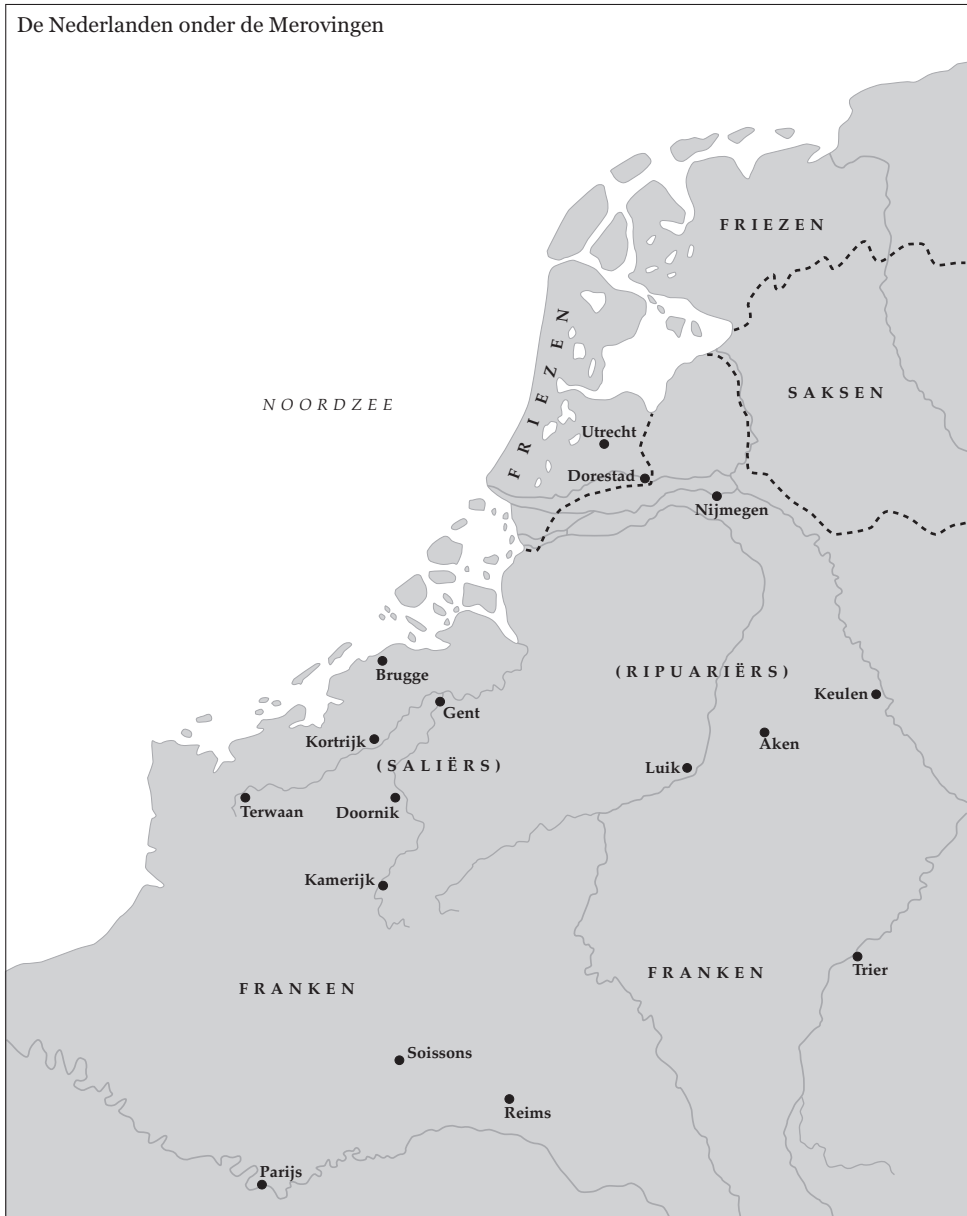 De Nederlanden onder de Merovingen
FRIEZEN
FRIEZEN
SAKSEN
NOORDZEE
Utrecht
Dorestad
Nijmegen
(RIPUARIËRS)
Brugge
Keulen
Gent
Kortrijk
Aken
(SALIËRS)
Luik
Terwaan
Doornik
Kamerijk
Trier
FRANKEN
FRANKEN
Soissons
Reims
Parijs